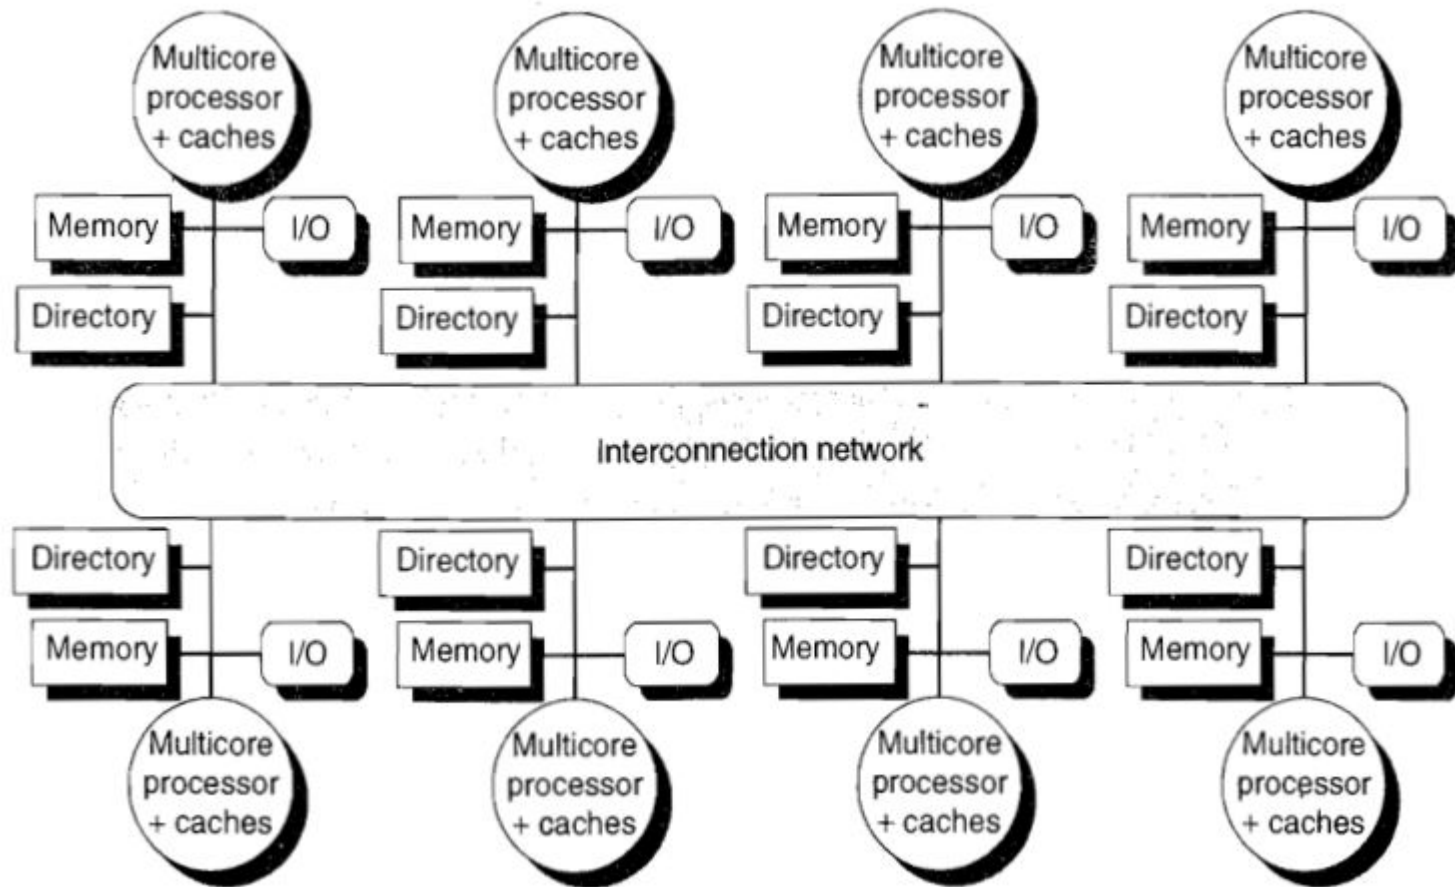 Multicore
processor
+ caches
Multicore
processor
+ caches
Multicore
processor
+ caches
Multicore
processor
+ caches
Memory
I/O
Memory
I/O
Memory
I/O
Memory
I/O
Directory
Directory
Directory
Directory
Interconnection network
Directory
Directory
Directory
Directory
Memory
I/O
Memory
I/O
Memory
I/O
Memory
I/O
Multicore
processor
+ caches
Multicore
processor
+ caches
Multicore
processor
+ caches
Multicore
processor
+ caches